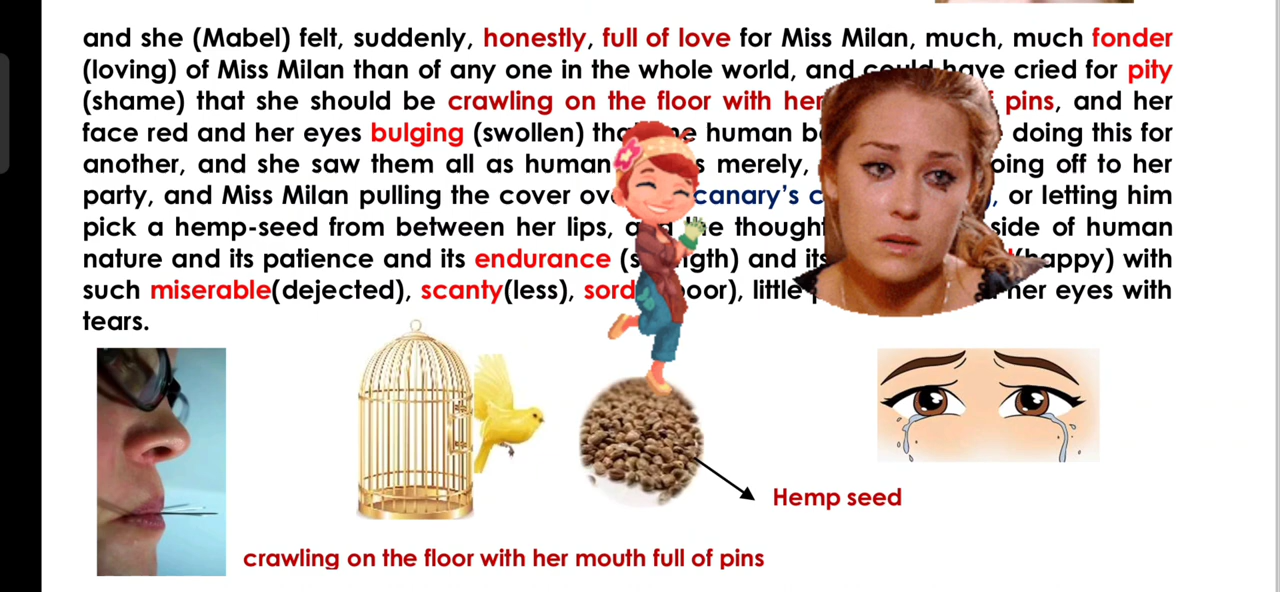 and she (Mabel) felt, suddenly, honestly, full of love for Miss Milan, much, much fonder
(loving) of Miss Milan than of any one in the whole world, and could have cried for pity
(shame) that she should be crawling on the floor with her pins, and her
face red and her eyes bulging (swollen) human doing this for
another, and she saw them all as human merely, off to her
party, and Miss Milan pulling the cover canary's or letting him
pick a hemp-seed from between her lips, thought side of human
nature and its patience and its endurance and its (happy) with
such miserable(dejected), scanty(less), little her eyes with
tears.
Hemp seed
crawling on the floor with her mouth full of pins